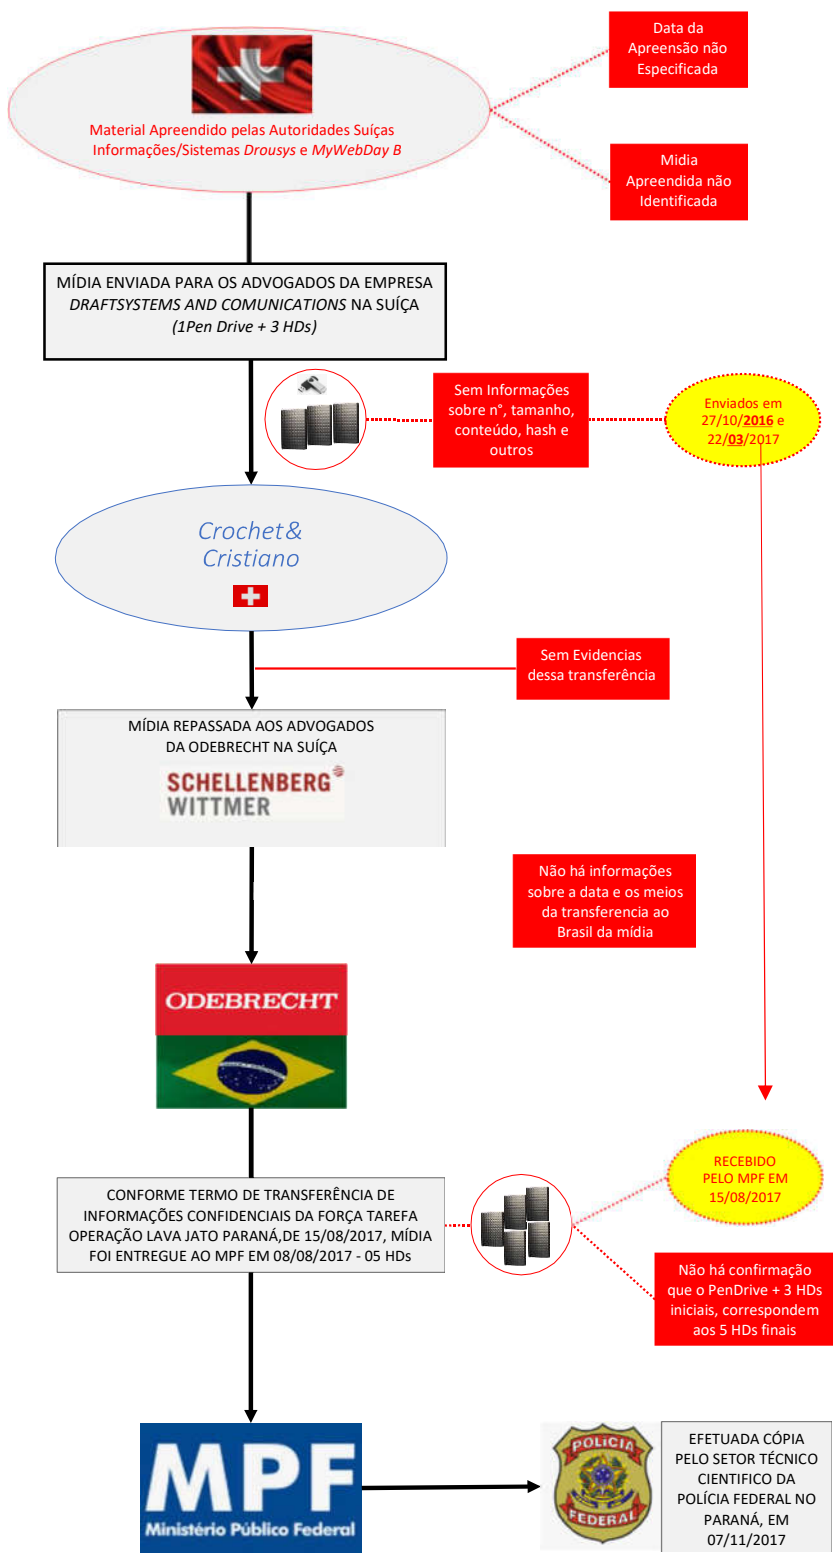 Data da
Apreensão não
Especificada
Material Apreendido pelas Autoridades Suíças
Informações/Sistemas Drousys e MyWebDay B
Midia
Apreendida não
Identificada
MÍDIA ENVIADA PARA OS ADVOGADOS DA EMPRESA
DRAFTSYSTEMS AND COMUNICATIONS NA SUÍÇA
(1Pen Drive + 3 HDs)
Sem Informações
sobre n°, tamanho,
conteúdo, hash e
outros
Enviados em
27/10/2016 e
22/03/2017
Crochet&
Cristiano
Sem Evidencias
dessa transferência
MÍDIA REPASSADA AOS ADVOGADOS
DA ODEBRECHT NA SUÍÇA
SCHELLENBERG
WITTMER
Não há informações
sobre a data e os meios
da transferencia ao
Brasil da mídia
ODEBRECHT
RECEBIDO
PELO MPF EM
15/08/2017
CONFORME TERMO DE TRANSFERÊNCIA DE
INFORMAÇÕES CONFIDENCIAIS DA FORÇA TAREFA
OPERAÇÃO LAVA JATO PARANÁ,DE 15/08/2017, MÍDIA
FOI ENTREGUE AO MPF EM 08/08/2017 - 05 HDs
Não há confirmação
que o PenDrive + 3 HDs
iniciais, correspondem
aos 5 HDs finais
MPF
Ministério Público Federal
POLÍCIA
FEDERAL
EFETUADA CÓPIA
PELO SETOR TÉCNICO
CIENTIFICO DA
POLÍCIA FEDERAL NO
PARANÁ, EM
07/11/2017